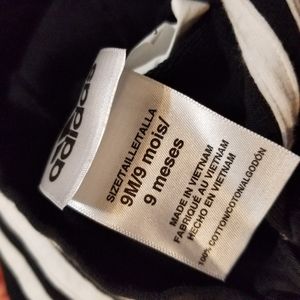 adidas
SIZE/TAILLE/TALLA
9M/9 mois/
9 meses
MADE IN VIETNAM
FABRIQUÉ AU VIETNAM
HECHO EN VIETNAM
100% COTTON/COTON/ALGODÓN